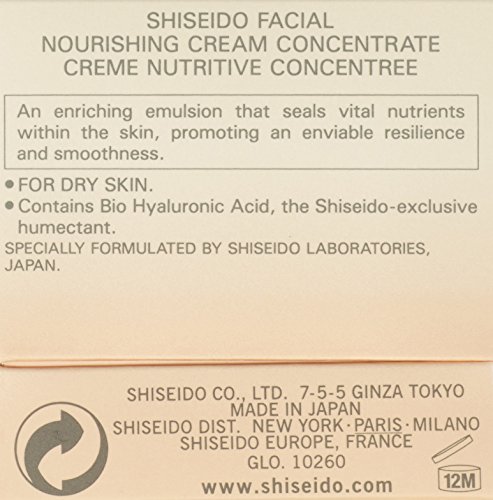 SHISEIDO FACIAL
NOURISHING CREAM CONCENTRATE
CREME NUTRITIVE CONCENTREE
An enriching emulsion that seals vital nutrients
within the skin, promoting an enviable resilience
and smoothness.
•FOR DRY SKIN.
•Contains Bio Hyaluronic Acid, the Shiseido-exclusive
humectant.
SPECIALLY FORMULATED BY SHISEIDO LABORATORIES,
JAPAN.
SHISEIDO CO., LTD. 7-5-5 GINZA TOKYO
MADE IN JAPAN
SHISEIDO DIST. NEW YORK·PARIS·MILANO
SHISEIDO EUROPE, FRANCE
GLO. 10260
www.shiseido.com
12M